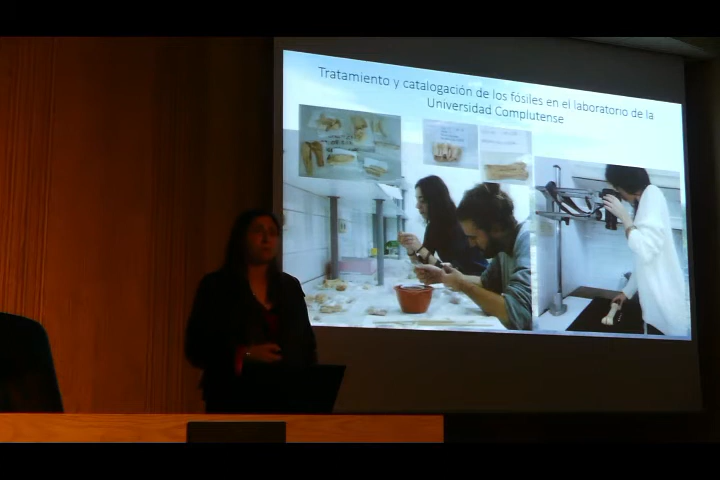 Tratamiento y catalogación de los fósiles en el laboratorio de la
Universidad Complutense